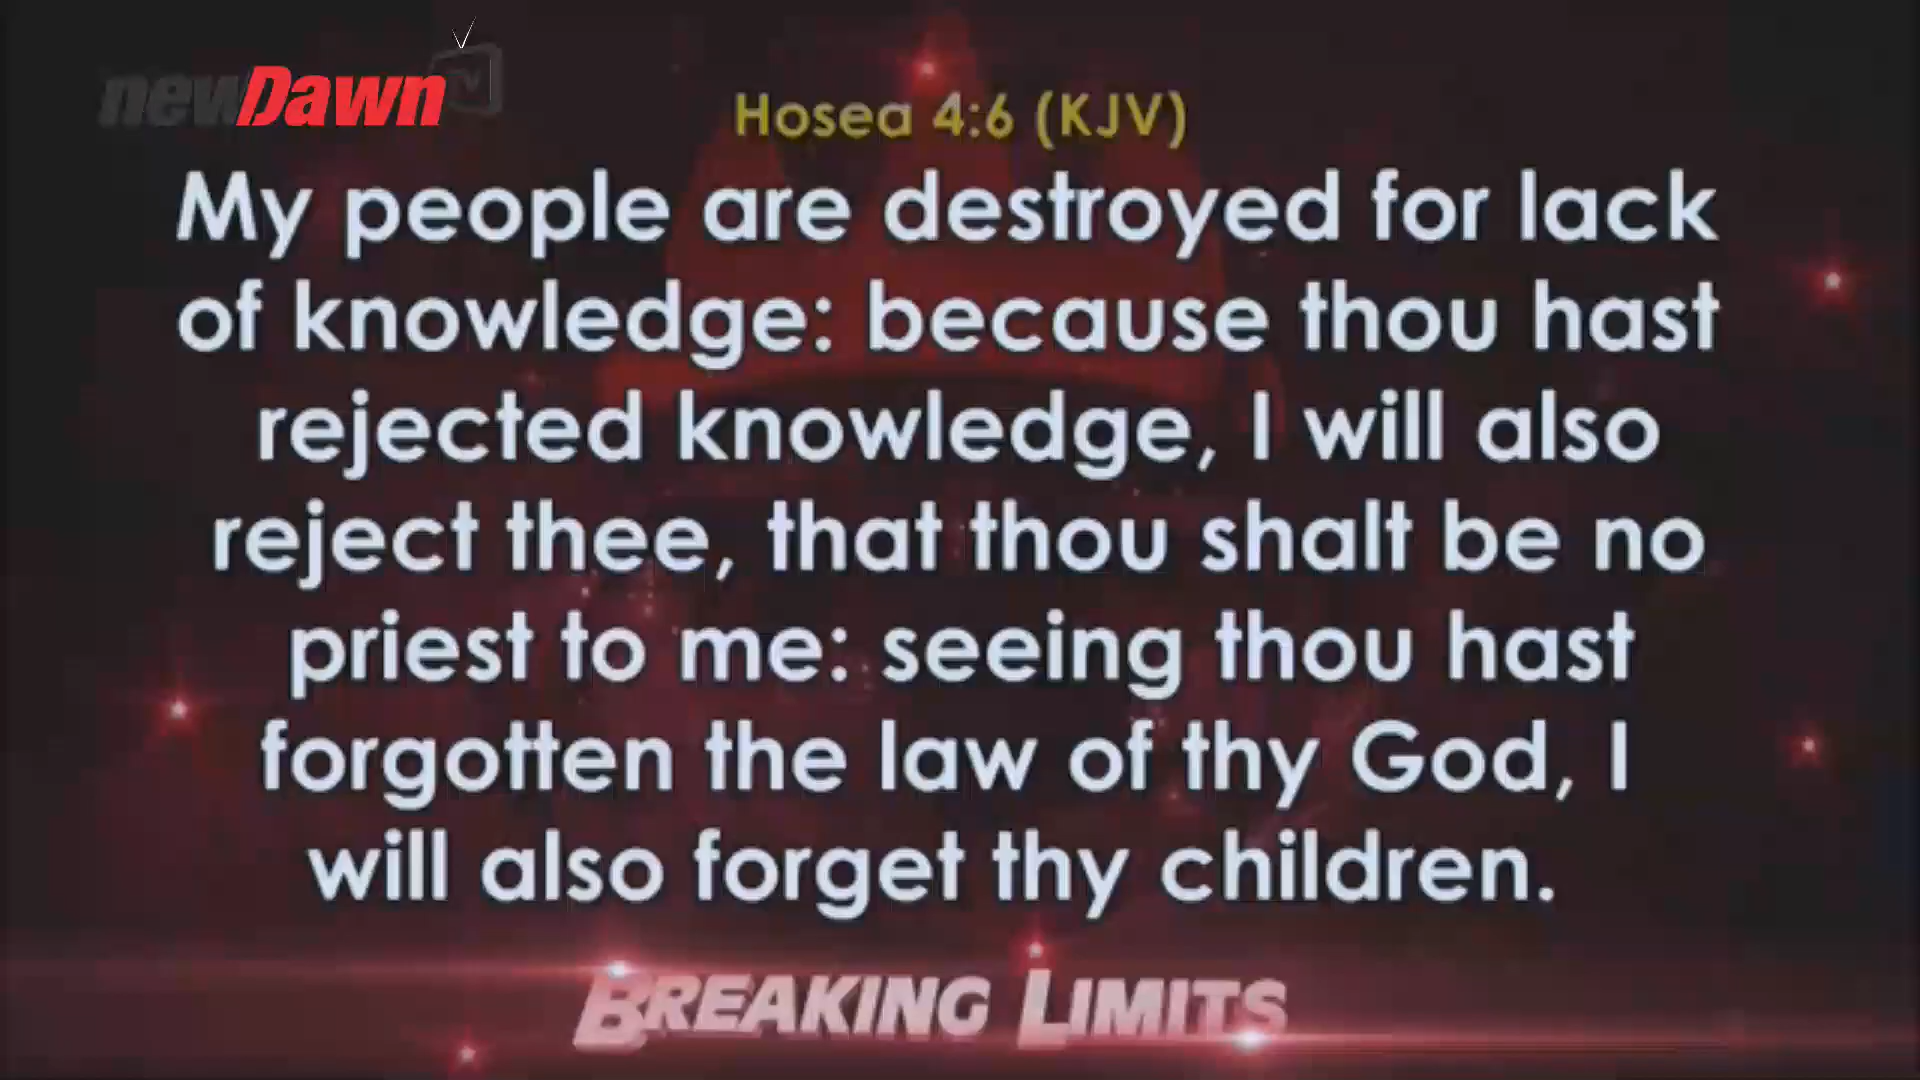 newDawn TV
Hosea 4:6 (KJV)
My people are destroyed for lack
of knowledge: because thou hast
rejected knowledge, I will also
reject thee, that thou shalt be no
priest to me: seeing thou hast
forgotten the law of thy God, I
will also forget thy children.
BREAKING LIMITS